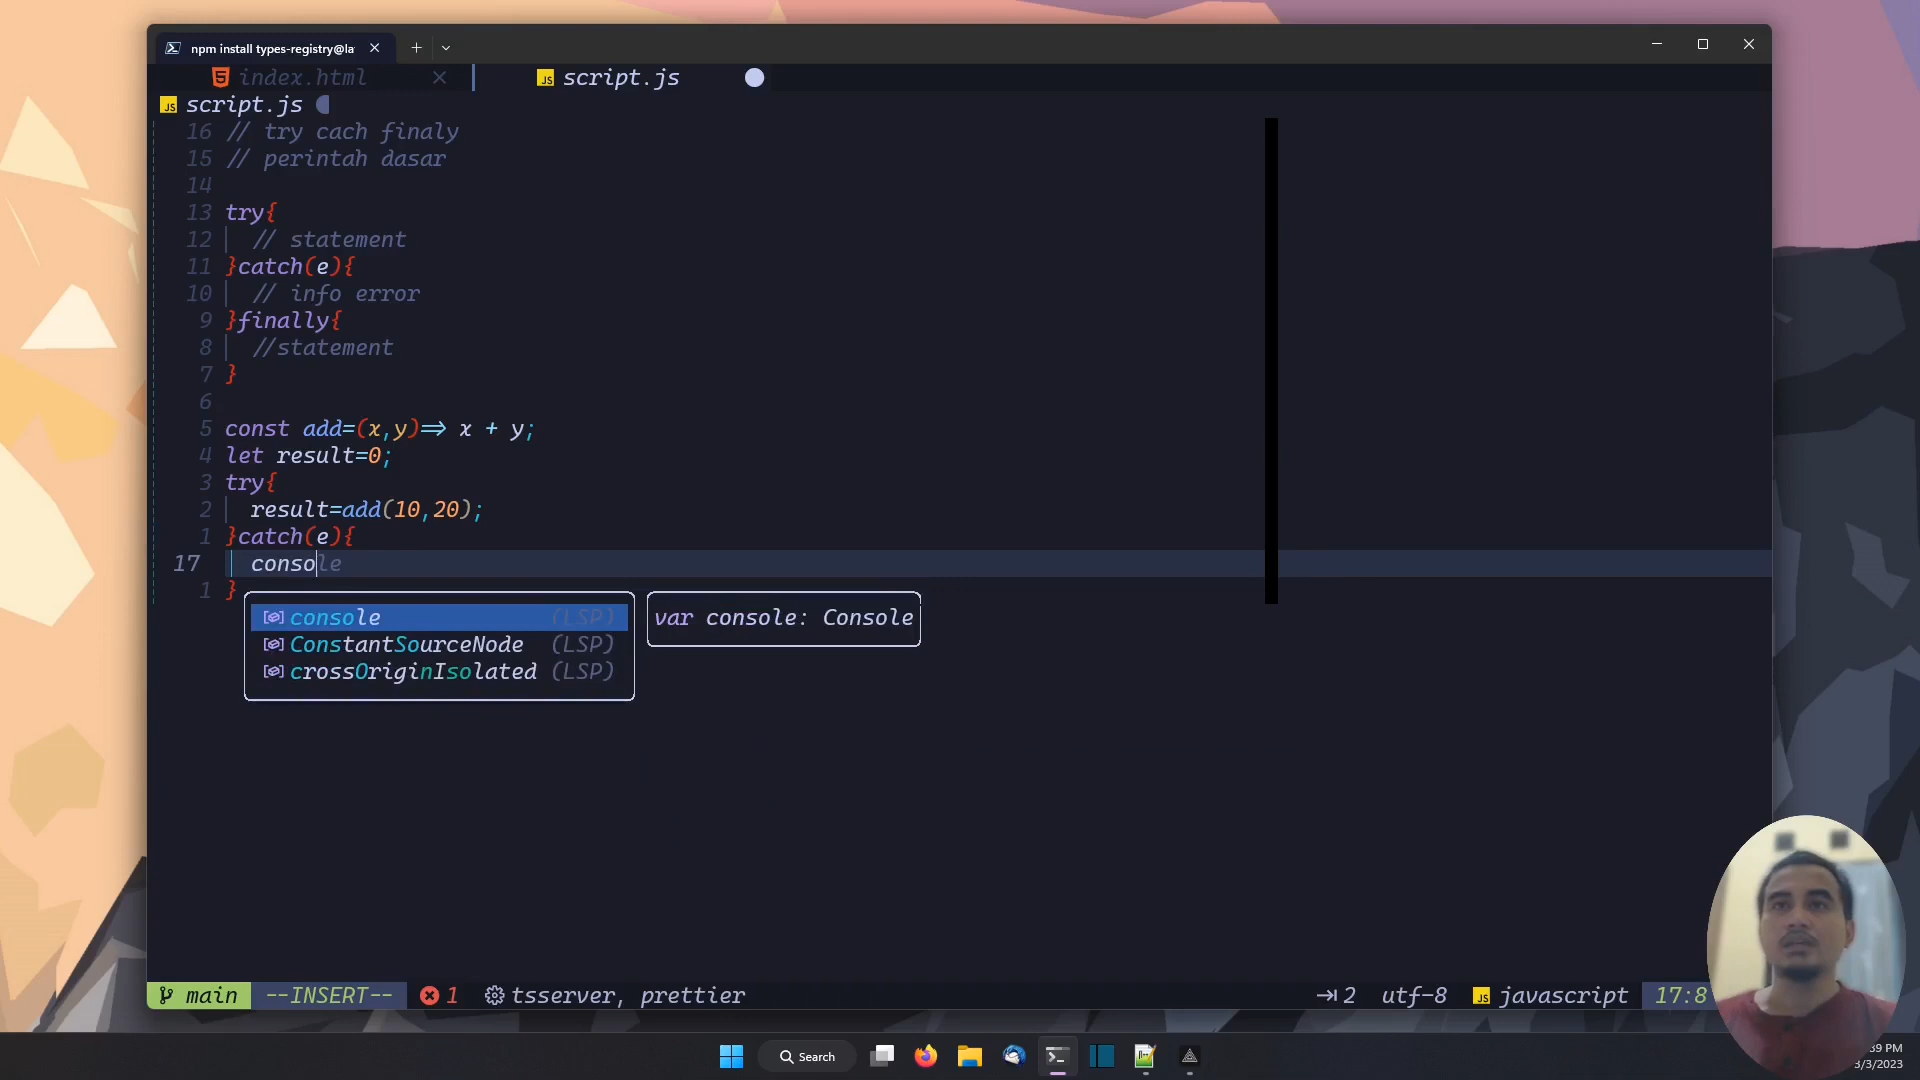 npm install types-registry@la
index.html
script.js
script.js
16 // try cach finaly
15 // perintah dasar
14
13 try{
12 // statement
11 }catch(e){
10 // info error
9 }finally{
8 //statement
7 }
6
5 const add=(x,y)=> x + y;
4 let result=0;
3 try{
2 result=add(10,20);
1 }catch(e){
17 console
1 }
console (LSP)
var console: Console
ConstantSourceNode (LSP)
crossOriginIsolated (LSP)
main --INSERT-- 1 tsserver, prettier 2 utf-8 javascript 17:8
Search
:39 PM
3/3/2023